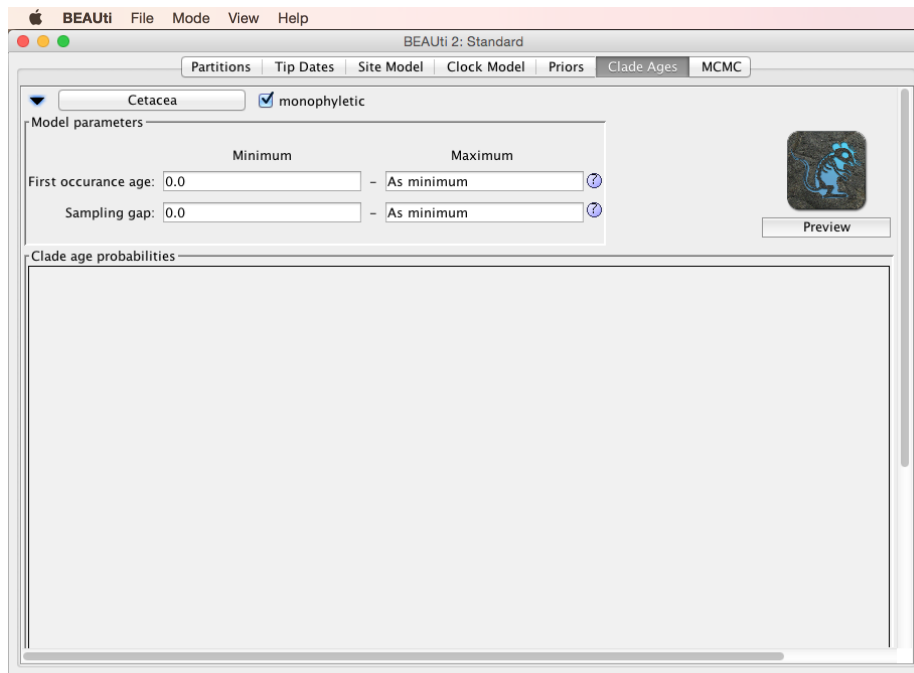 BEAUti File Mode View Help
BEAUti 2: Standard
Partitions Tip Dates Site Model Clock Model Priors Clade Ages MCMC
Cetacea monophyletic
Model parameters
Minimum Maximum
First occurance age: 0.0 – As minimum ?
Sampling gap: 0.0 – As minimum ?
Preview
Clade age probabilities